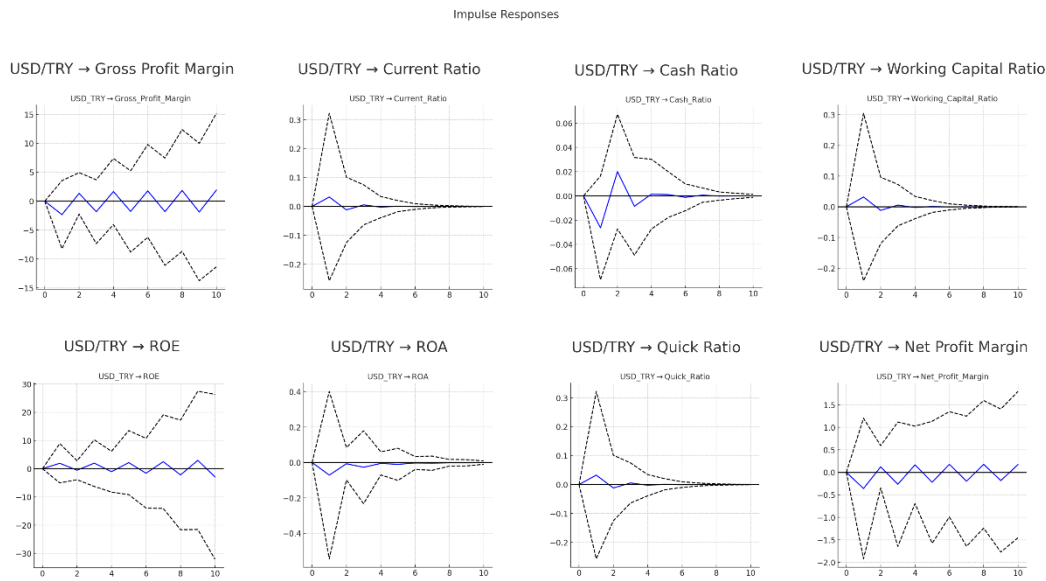 Impulse Responses
USD/TRY → Gross Profit Margin
USD/TRY → Current Ratio
USD/TRY → Cash Ratio
USD/TRY → Working Capital Ratio
USD_TRY→Gross_Profit_Margin
USD_TRY→Current_Ratio
USD_TRY→Cash_Ratio
USD_TRY→Working_Capital_Ratio
15
10
5
0
−5
−10
−15
0 2 4 6 8 10
0.3
0.2
0.1
0.0
−0.1
−0.2
0 2 4 6 8 10
0.06
0.04
0.02
0.00
−0.02
−0.04
−0.06
0 2 4 6 8 10
0.3
0.2
0.1
0.0
−0.1
−0.2
0 2 4 6 8 10
USD/TRY → ROE
USD/TRY → ROA
USD/TRY → Quick Ratio
USD/TRY → Net Profit Margin
USD_TRY→ROE
USD_TRY→ROA
USD_TRY→Quick_Ratio
USD_TRY→Net_Profit_Margin
30
20
10
0
−10
−20
−30
0 2 4 6 8 10
0.4
0.2
0.0
−0.2
−0.4
0 2 4 6 8 10
0.3
0.2
0.1
0.0
−0.1
−0.2
0 2 4 6 8 10
1.5
1.0
0.5
0.0
−0.5
−1.0
−1.5
−2.0
0 2 4 6 8 10